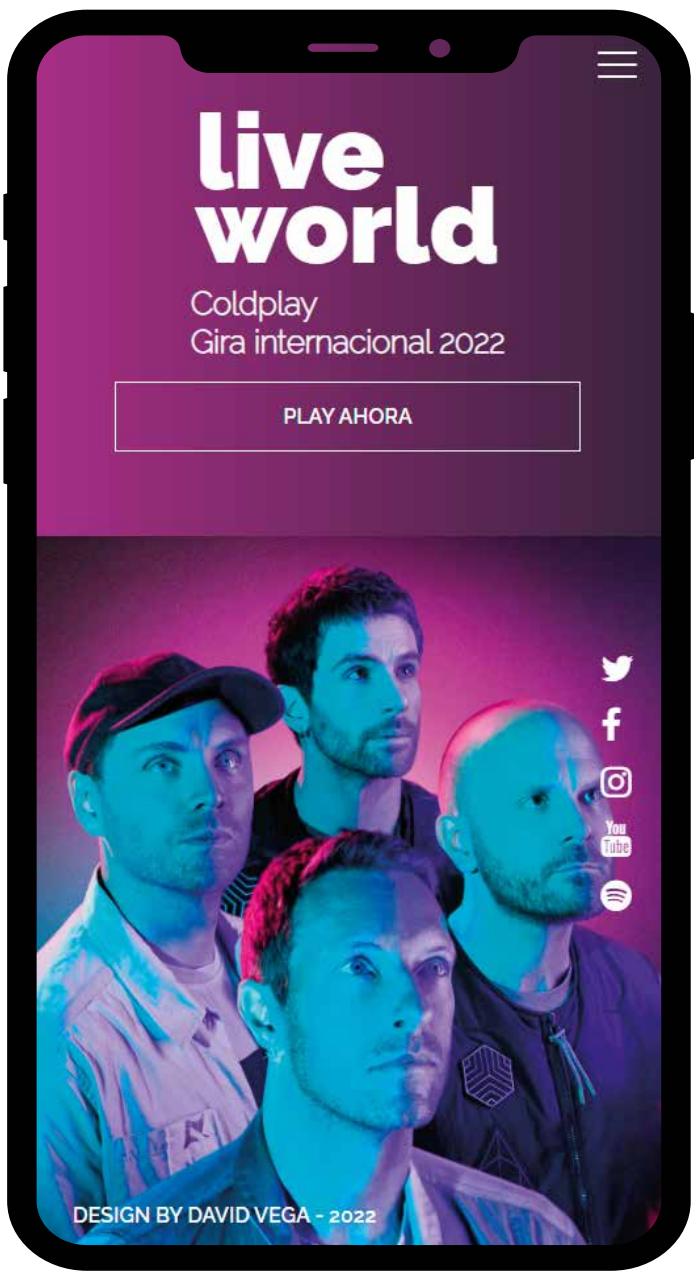 live
world
Coldplay
Gira internacional 2022
PLAY AHORA
You
Tube
DESIGN BY DAVID VEGA - 2022